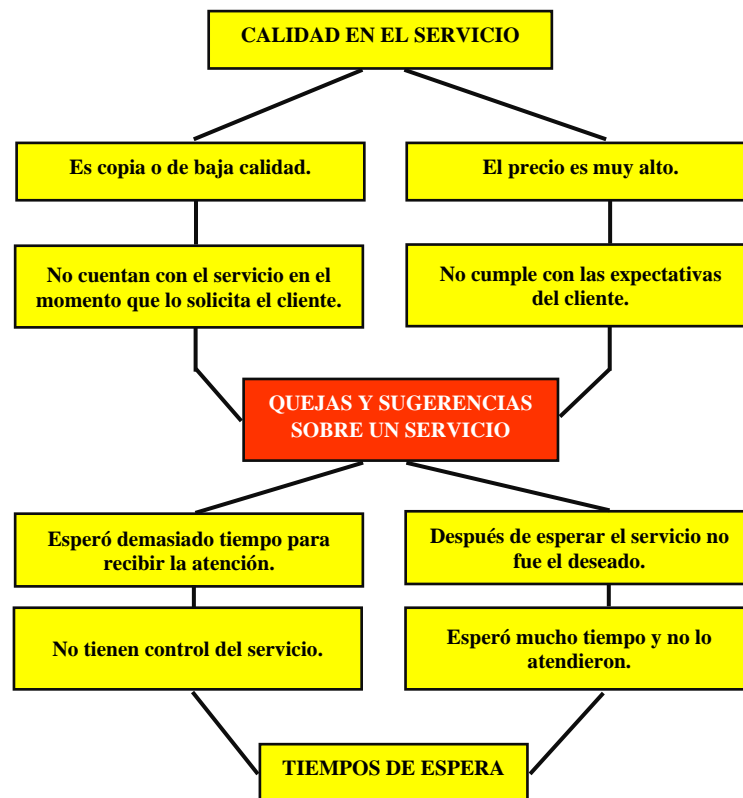 CALIDAD EN EL SERVICIO
Es copia o de baja calidad.
El precio es muy alto.
No cuentan con el servicio en el
momento que lo solicita el cliente.
No cumple con las expectativas
del cliente.
QUEJAS Y SUGERENCIAS
SOBRE UN SERVICIO
Esperó demasiado tiempo para
recibir la atención.
Después de esperar el servicio no
fue el deseado.
No tienen control del servicio.
Esperó mucho tiempo y no lo
atendieron.
TIEMPOS DE ESPERA